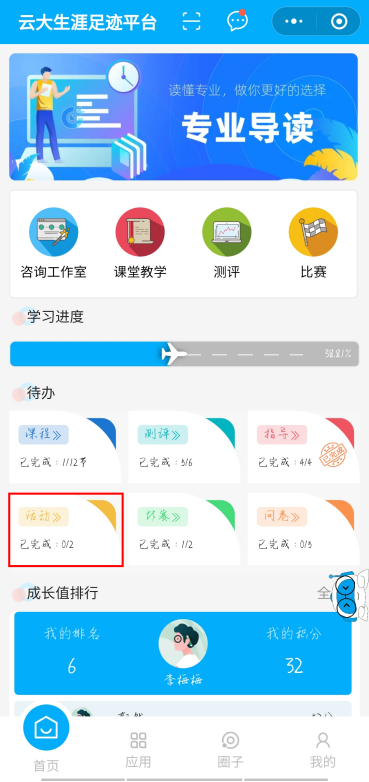 云大生涯足迹平台
读懂专业，做你更好的选择
专业导读
咨询工作室 课堂教学 测评 比赛
学习进度
38.81%
待办
课程 测评 指导
已完成：1/12节 已完成：5/6 已完成：4/4 已完成
活动 比赛 问卷
已完成：0/2 已完成：1/2 已完成：0/3
成长值排行 全
我的排名 我的积分
6 32
李梅梅
首页 应用 圈子 我的